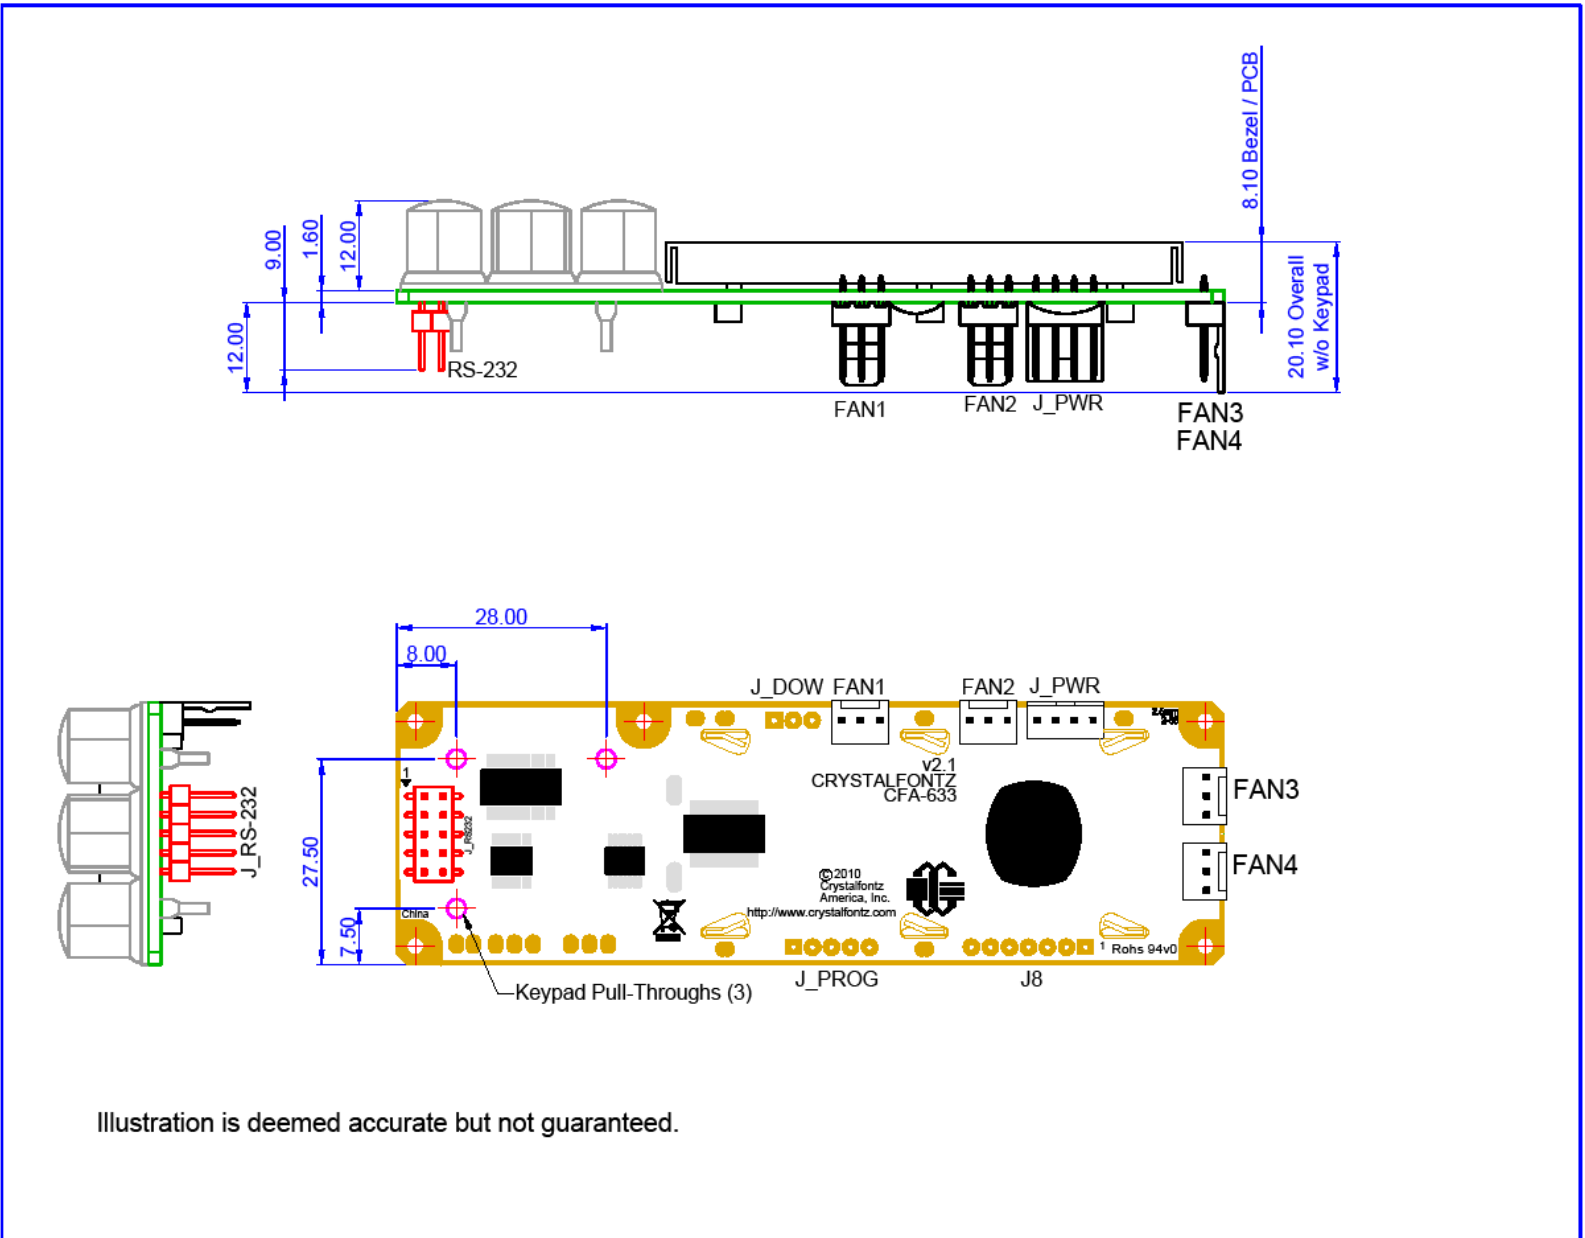 8.10 Bezel / PCB
9.00
1.60
12.00
12.00
20.10 Overall
w/o Keypad
RS-232
FAN1
FAN2
J_PWR
FAN3
FAN4
28.00
8.00
J_DOW
FAN1
FAN2
J_PWR
v2.1
CRYSTALFONTZ
CFA-633
1
J_RS232
J_RS-232
27.50
7.50
FAN3
FAN4
©2010
Crystalfontz
America, Inc.
http://www.crystalfontz.com
China
1
Rohs 94v0
J_PROG
J8
Keypad Pull-Throughs (3)
Illustration is deemed accurate but not guaranteed.